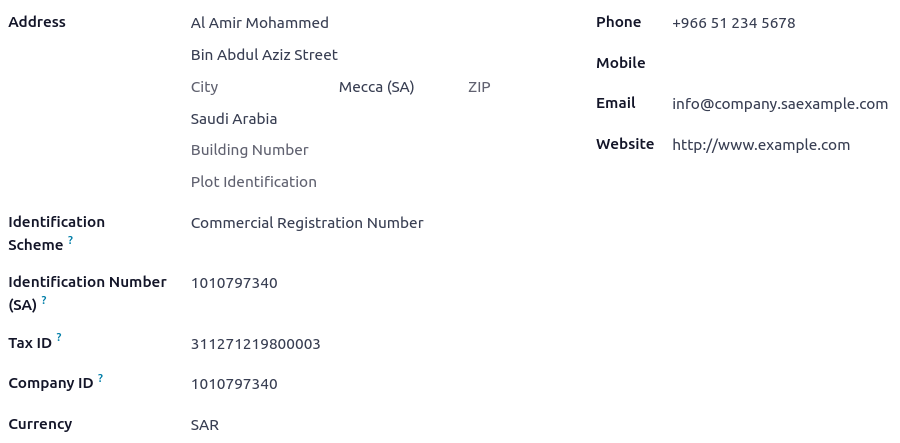 Address
Al Amir Mohammed
Bin Abdul Aziz Street
City Mecca (SA) ZIP
Saudi Arabia
Building Number
Plot Identification
Identification Scheme ? Commercial Registration Number
Identification Number (SA) ? 1010797340
Tax ID ? 311271219800003
Company ID ? 1010797340
Currency SAR
Phone +966 51 234 5678
Mobile
Email info@company.saexample.com
Website http://www.example.com